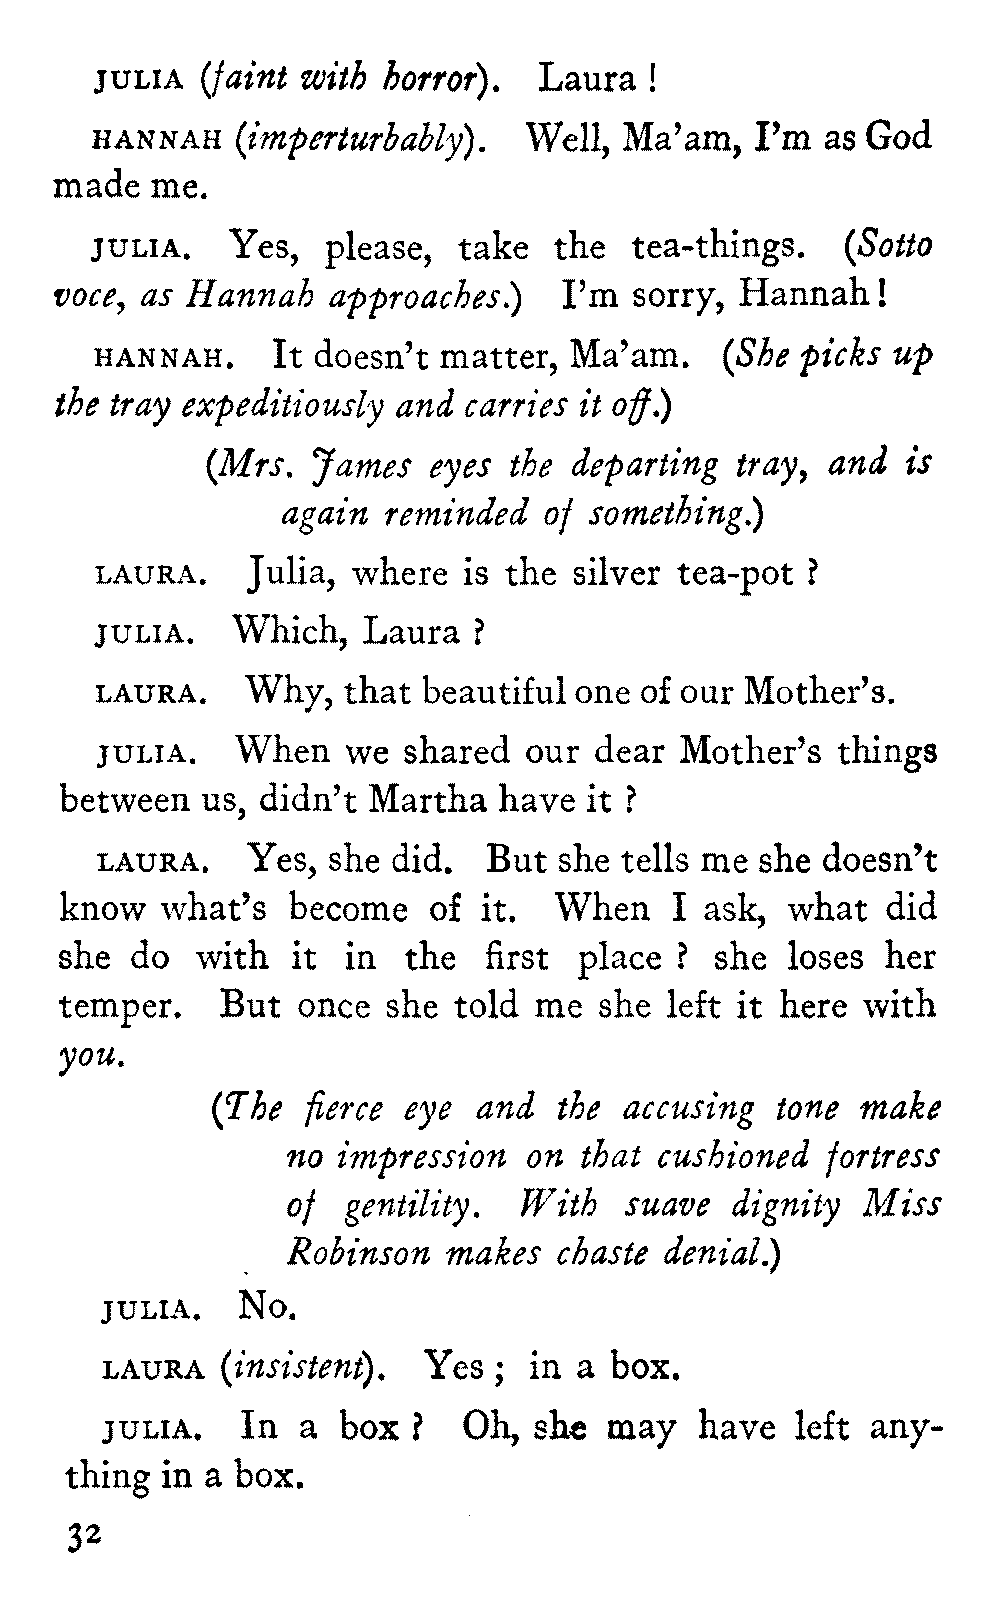 JULIA (faint with horror). Laura !
HANNAH (imperturbably). Well, Ma'am, I'm as God
made me.
JULIA. Yes, please, take the tea-things. (Sotto
voce, as Hannah approaches.) I'm sorry, Hannah!
HANNAH. It doesn't matter, Ma'am. (She picks up
the tray expeditiously and carries it off.)
(Mrs. James eyes the departing tray, and is
again reminded of something.)
LAURA. Julia, where is the silver tea-pot ?
JULIA. Which, Laura ?
LAURA. Why, that beautiful one of our Mother's.
JULIA. When we shared our dear Mother's things
between us, didn't Martha have it ?
LAURA. Yes, she did. But she tells me she doesn't
know what's become of it. When I ask, what did
she do with it in the first place ? she loses her
temper. But once she told me she left it here with
you.
(The fierce eye and the accusing tone make
no impression on that cushioned fortress
of gentility. With suave dignity Miss
Robinson makes chaste denial.)
JULIA. No.
LAURA (insistent). Yes ; in a box.
JULIA. In a box ? Oh, she may have left any-
thing in a box.
32